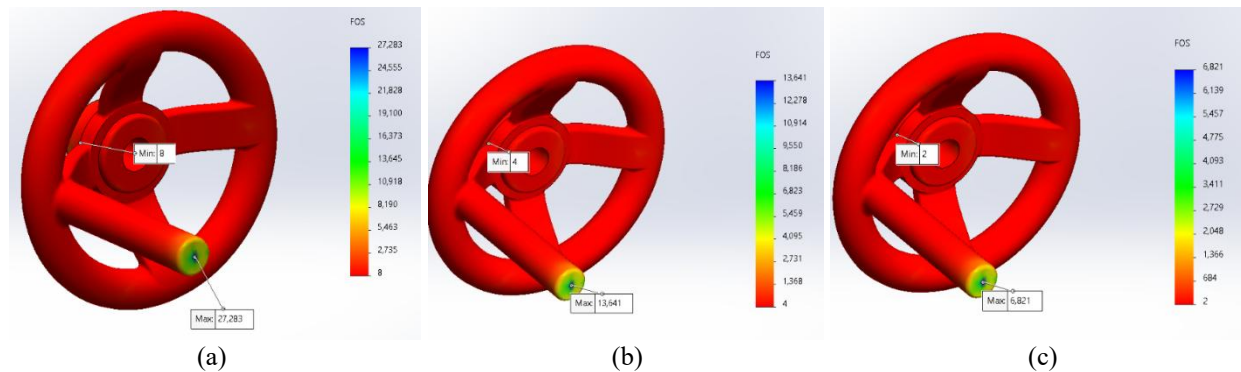 FOS
27,283
24,555
21,828
19,100
16,373
13,645
10,918
8,190
5,463
2,735
8
Min: 8
Max: 27,283
(a)
FOS
13,641
12,278
10,914
9,550
8,186
6,823
5,459
4,095
2,731
1,368
4
Min: 4
Max: 13,641
(b)
FOS
6,821
6,139
5,457
4,775
4,093
3,411
2,729
2,048
1,366
684
2
Min: 2
Max: 6,821
(c)